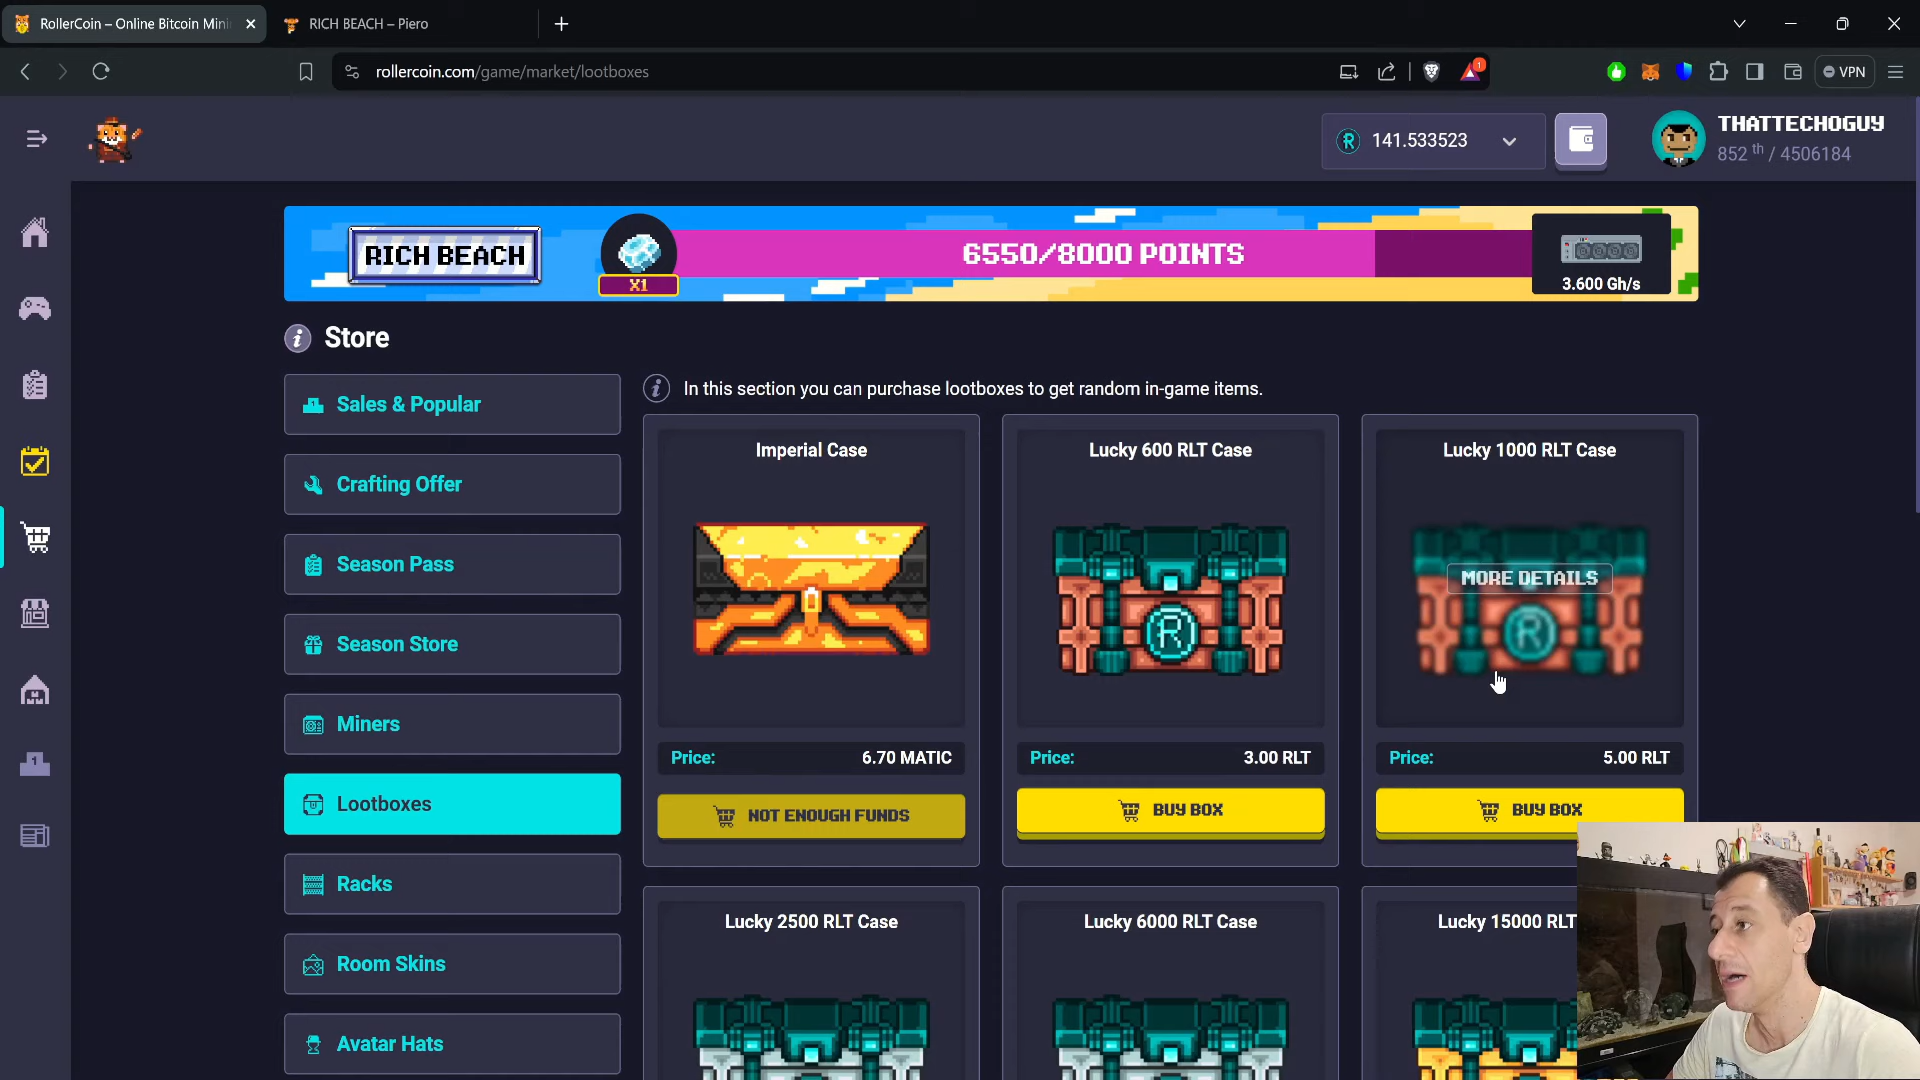 RollerCoin – Online Bitcoin Mini
RICH BEACH – Piero
rollercoin.com/game/market/lootboxes
1
VPN
141.533523
THATTECHOGUY
852 th / 4506184
RICH BEACH
X1
6550/8000 POINTS
3.600 Gh/s
Store
Sales & Popular
Crafting Offer
Season Pass
Season Store
Miners
Lootboxes
Racks
Room Skins
Avatar Hats
In this section you can purchase lootboxes to get random in-game items.
Imperial Case
Price: 6.70 MATIC
NOT ENOUGH FUNDS
Lucky 600 RLT Case
R
Price: 3.00 RLT
BUY BOX
Lucky 1000 RLT Case
MORE DETAILS
R
Price: 5.00 RLT
BUY BOX
Lucky 2500 RLT Case
Lucky 6000 RLT Case
Lucky 15000 RLT